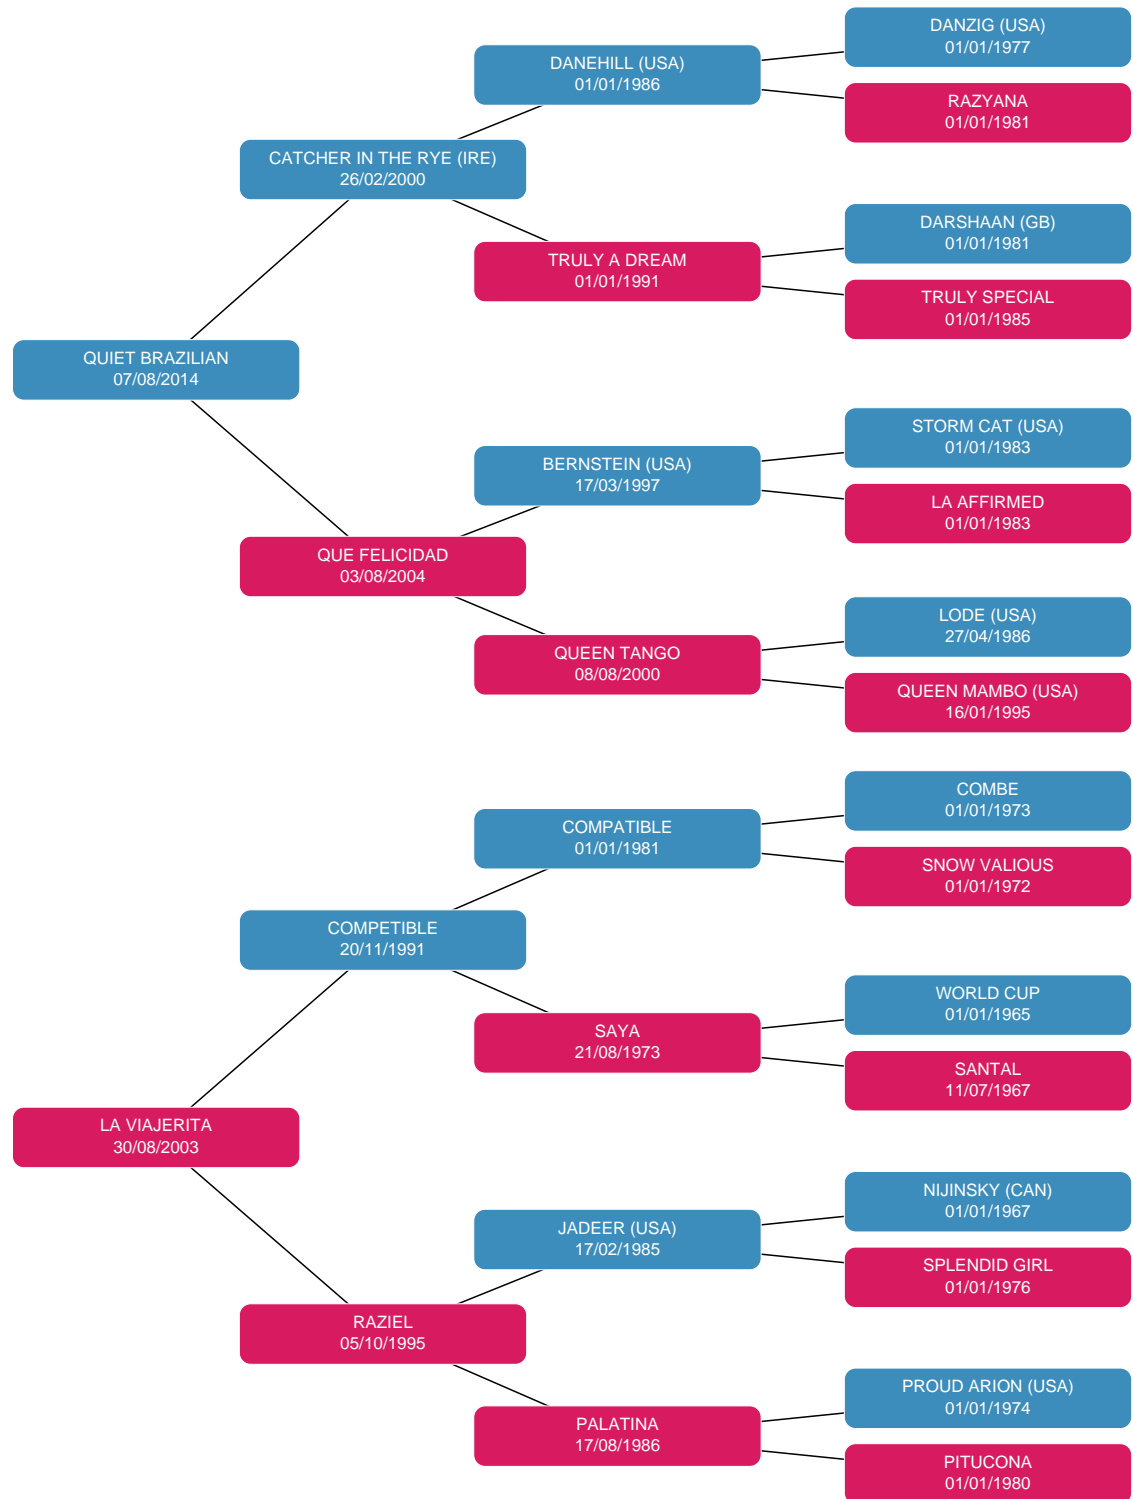 DANZIG (USA)
01/01/1977
DANEHILL (USA)
01/01/1986
RAZYANA
01/01/1981
CATCHER IN THE RYE (IRE)
26/02/2000
DARSHAAN (GB)
01/01/1981
TRULY A DREAM
01/01/1991
TRULY SPECIAL
01/01/1985
QUIET BRAZILIAN
07/08/2014
STORM CAT (USA)
01/01/1983
BERNSTEIN (USA)
17/03/1997
LA AFFIRMED
01/01/1983
QUE FELICIDAD
03/08/2004
LODE (USA)
27/04/1986
QUEEN TANGO
08/08/2000
QUEEN MAMBO (USA)
16/01/1995
COMBE
01/01/1973
COMPATIBLE
01/01/1981
SNOW VALIOUS
01/01/1972
COMPETIBLE
20/11/1991
WORLD CUP
01/01/1965
SAYA
21/08/1973
SANTAL
11/07/1967
LA VIAJERITA
30/08/2003
NIJINSKY (CAN)
01/01/1967
JADEER (USA)
17/02/1985
SPLENDID GIRL
01/01/1976
RAZIEL
05/10/1995
PROUD ARION (USA)
01/01/1974
PALATINA
17/08/1986
PITUCONA
01/01/1980